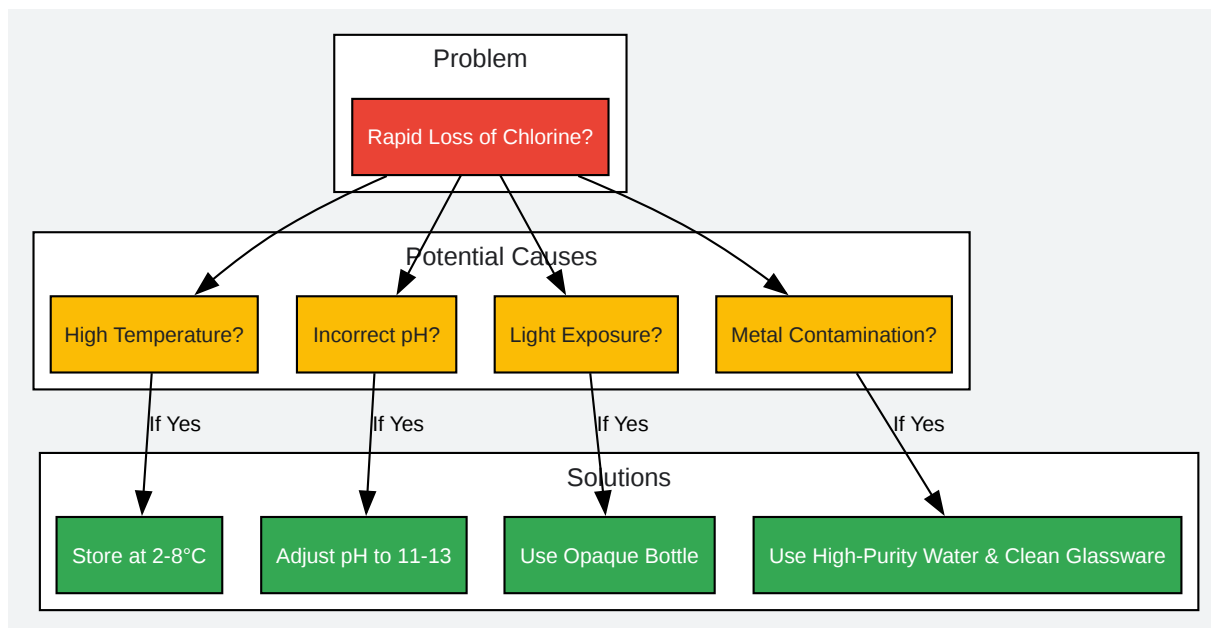 Problem
Rapid Loss of Chlorine?
Potential Causes
High Temperature?
Incorrect pH?
Light Exposure?
Metal Contamination?
If Yes
If Yes
If Yes
If Yes
Solutions
Store at 2-8°C
Adjust pH to 11-13
Use Opaque Bottle
Use High-Purity Water & Clean Glassware